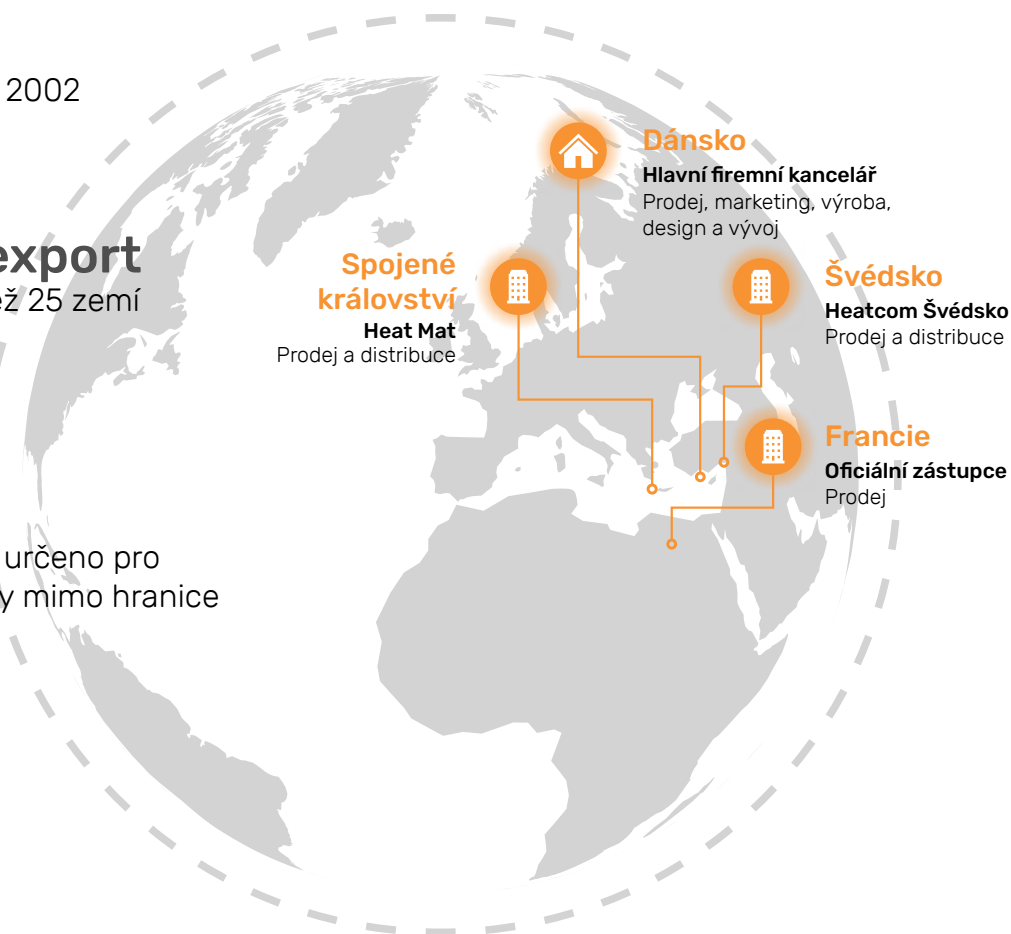 2002
export
ež 25 zemí
určeno pro
y mimo hranice
Dánsko
Hlavní firemní kancelář
Prodej, marketing, výroba,
design a vývoj
Spojené
království
Heat Mat
Prodej a distribuce
Švédsko
Heatcom Švédsko
Prodej a distribuce
Francie
Oficiální zástupce
Prodej